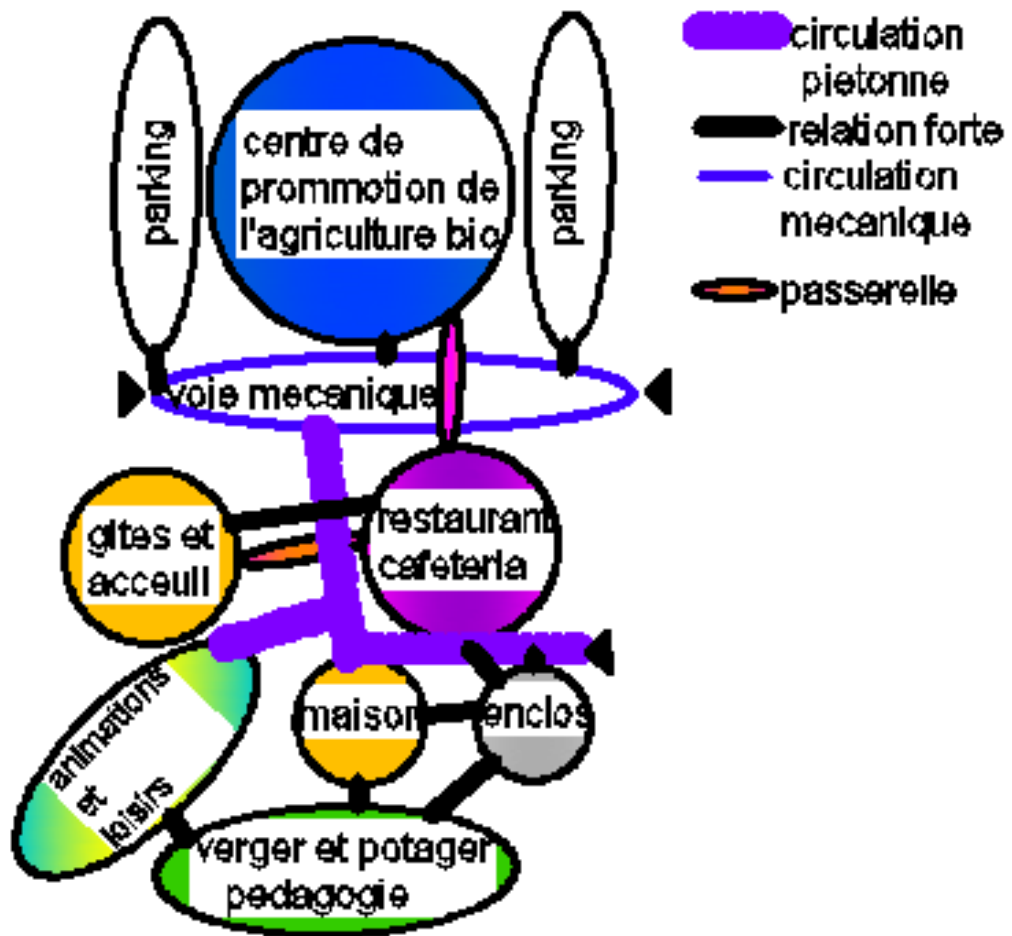 circulation
pietonne
relation forte
circulation
mecanique
passerelle
parking
centre de
prommotion de
l'agriculture bio
parking
voie mecanique
gites et
acceuil
restaurant
cafeteria
animations
et
loisirs
maison
enclos
verger et potager
pedagogie